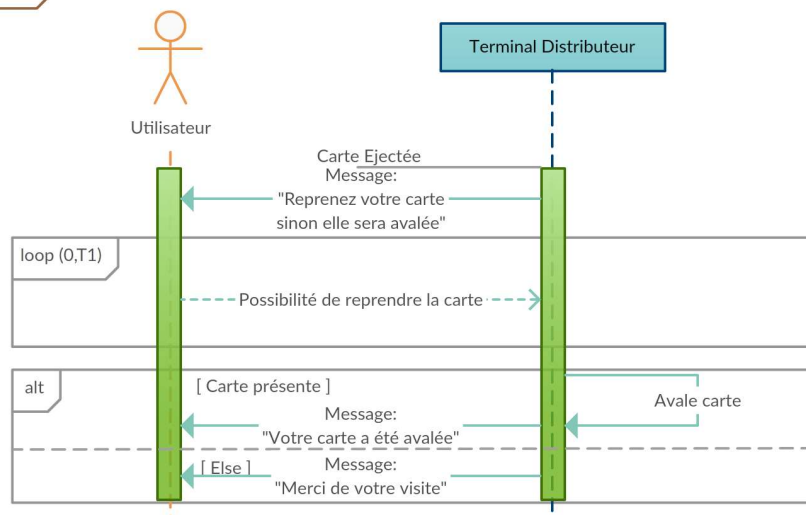 Utilisateur
Terminal Distributeur
Carte Ejectée
Message:
"Reprenez votre carte
sinon elle sera avalée"
loop (0,T1)
Possibilité de reprendre la carte
alt
[ Carte présente ]
Avale carte
Message:
"Votre carte a été avalée"
[ Else ]
Message:
"Merci de votre visite"